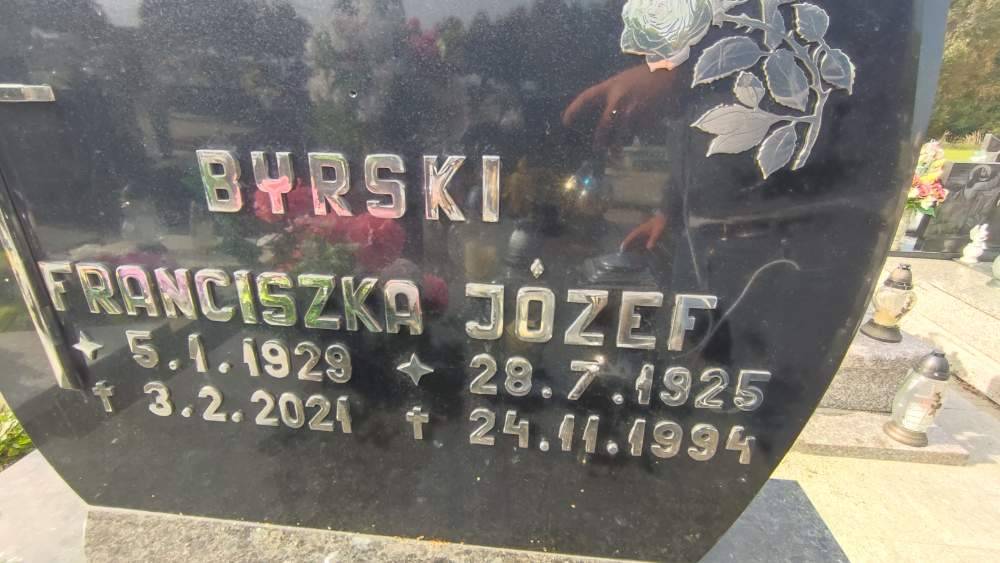 BYRSKI
FRANCISZKA JÓZEF
5.1.1929 28.7.1925
3.2.2021 24.11.1994